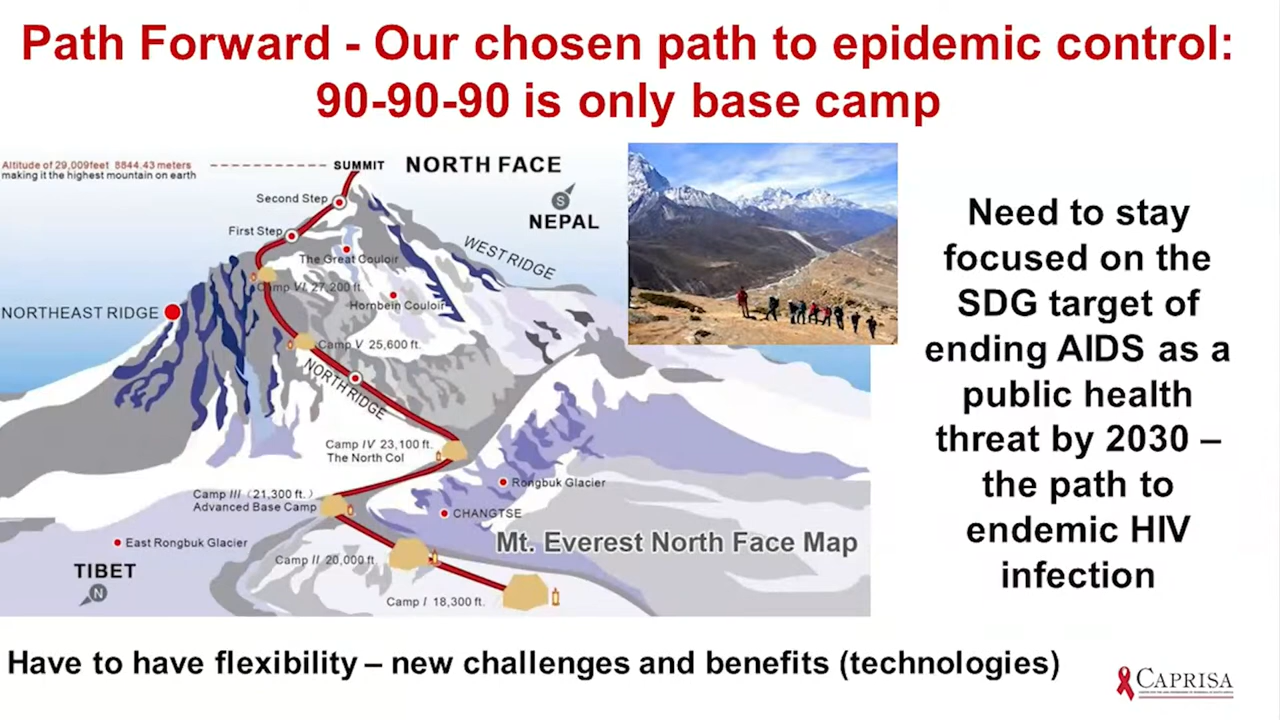 Path Forward - Our chosen path to epidemic control:
90-90-90 is only base camp
Altitude of 29,009feet 8844.43 meters
making it the highest mountain on earth
SUMMIT
NORTH FACE
Second Step
S
NEPAL
First Step
WEST RIDGE
The Great Couloir
Camp VI 27,200 ft.
Hornbein Couloir
NORTHEAST RIDGE
Camp V 25,600 ft.
NORTH RIDGE
Camp IV 23,100 ft.
The North Col
Rongbuk Glacier
Camp III (21,300 ft.)
Advanced Base Camp
CHANGTSE
East Rongbuk Glacier
Mt. Everest North Face Map
Camp II 20,000 ft.
TIBET
N
Camp I 18,300 ft.
Need to stay
focused on the
SDG target of
ending AIDS as a
public health
threat by 2030 –
the path to
endemic HIV
infection
Have to have flexibility – new challenges and benefits (technologies)
CAPRISA